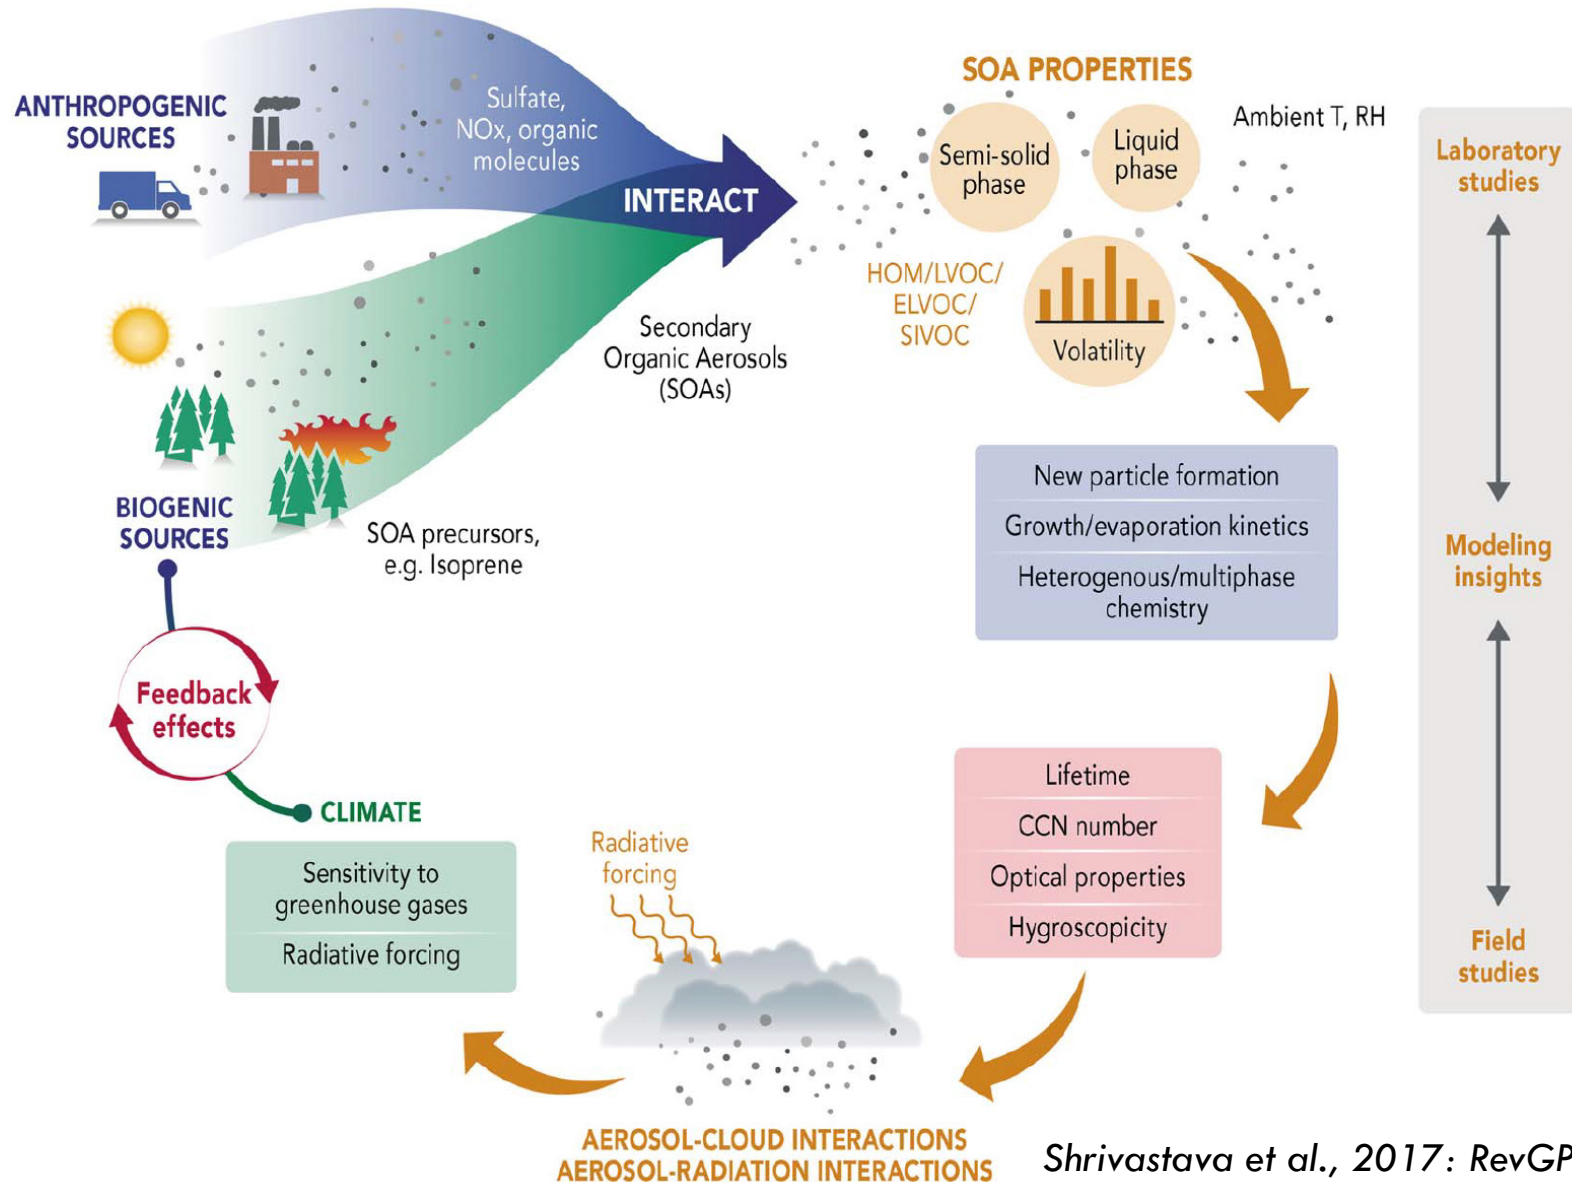 ANTHROPOGENIC
SOURCES
Sulfate,
NOx, organic
molecules
INTERACT
Secondary
Organic Aerosols
(SOAs)
BIOGENIC
SOURCES
SOA precursors,
e.g. Isoprene
SOA PROPERTIES
Semi-solid
phase
Liquid
phase
Ambient T, RH
HOM/LVOC/
ELVOC/
SIVOC
Volatility
New particle formation
Growth/evaporation kinetics
Heterogenous/multiphase
chemistry
Lifetime
CCN number
Optical properties
Hygroscopicity
Radiative
forcing
AEROSOL-CLOUD INTERACTIONS
AEROSOL-RADIATION INTERACTIONS
Feedback
effects
CLIMATE
Sensitivity to
greenhouse gases
Radiative forcing
Laboratory
studies
Modeling
insights
Field
studies
Shrivastava et al., 2017: RevGP